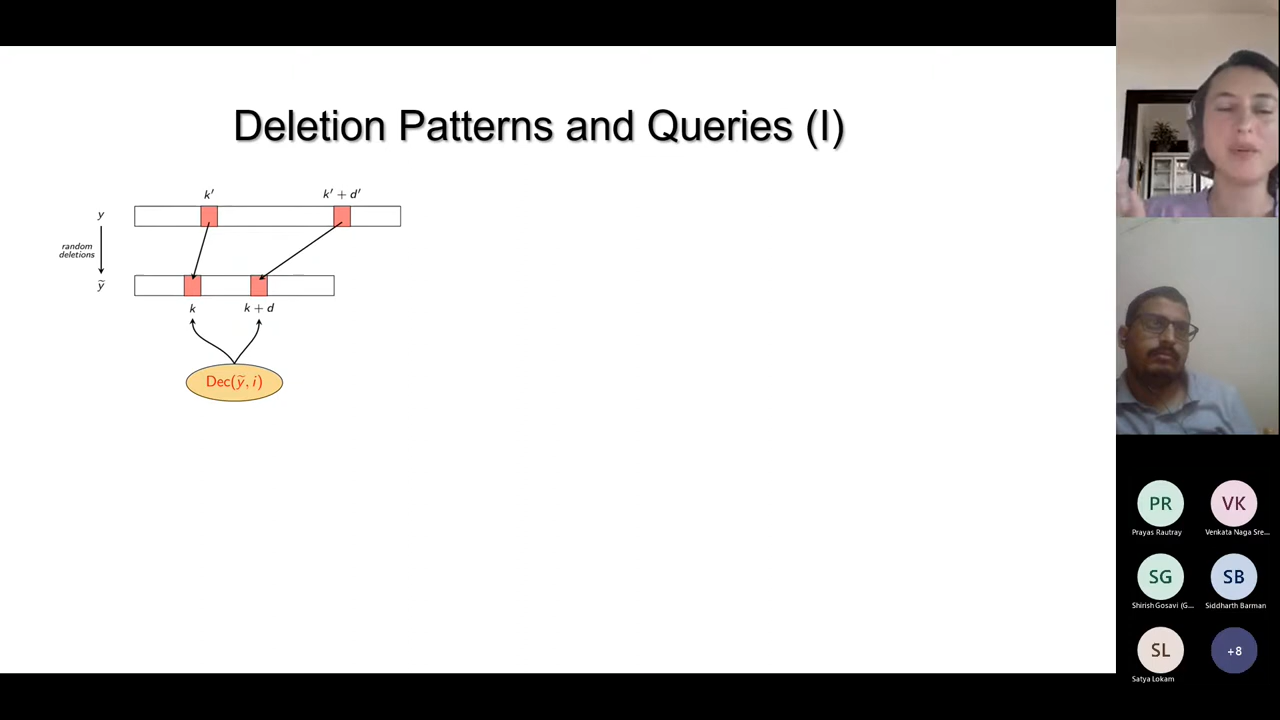 Deletion Patterns and Queries (I)
k′
k′ + d′
y
random
deletions
ỹ
k
k + d
Dec(ỹ, i)
PR
VK
Prayas Rautray
Venkata Naga Sre...
SG
SB
Shirish Gosavi (G...
Siddharth Barman
SL
+8
Satya Lokam